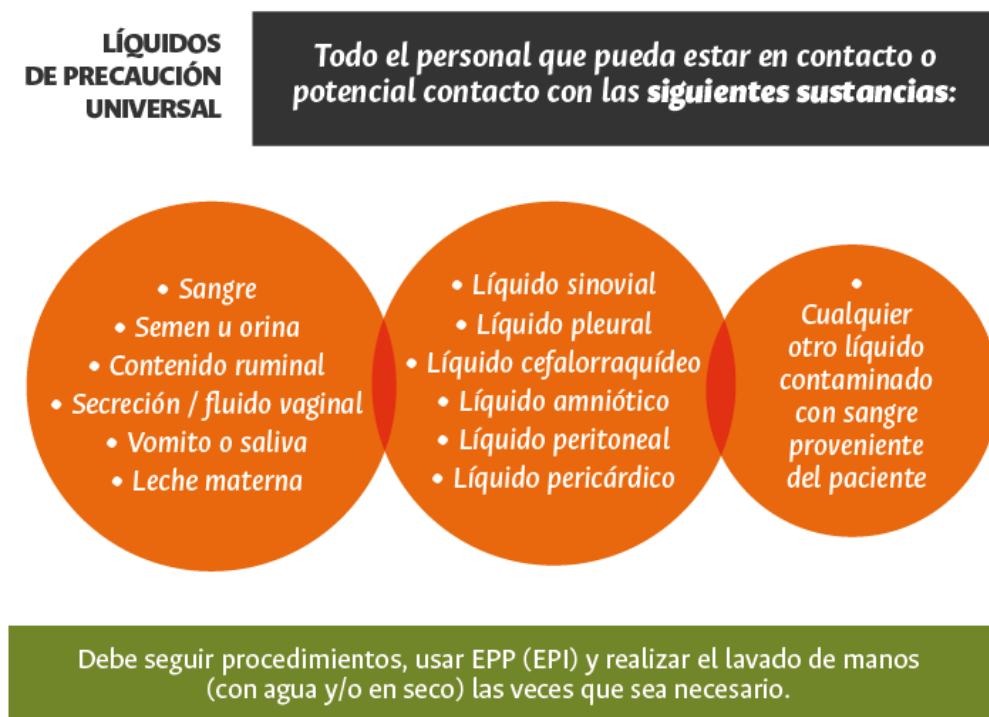 LÍQUIDOS
DE PRECAUCIÓN
UNIVERSAL
Todo el personal que pueda estar en contacto o
potencial contacto con las siguientes sustancias:
• Sangre
• Semen u orina
• Contenido ruminal
• Secreción / fluido vaginal
• Vomito o saliva
• Leche materna
• Líquido sinovial
• Líquido pleural
• Líquido cefalorraquídeo
• Líquido amniótico
• Líquido peritoneal
• Líquido pericárdico
•
Cualquier
otro líquido
contaminado
con sangre
proveniente
del paciente
Debe seguir procedimientos, usar EPP (EPI) y realizar el lavado de manos
(con agua y/o en seco) las veces que sea necesario.